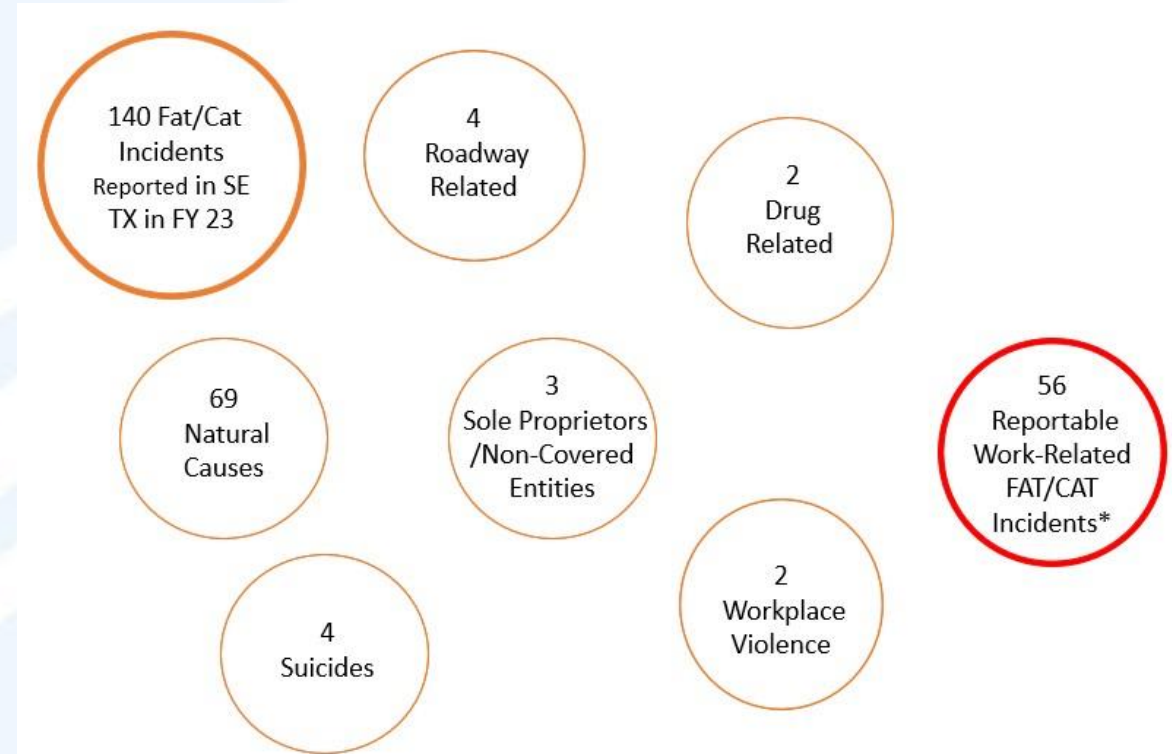 140 Fat/Cat
Incidents
Reported in SE
TX in FY 23
4
Roadway
Related
2
Drug
Related
69
Natural
Causes
3
Sole Proprietors
/Non-Covered
Entities
56
Reportable
Work-Related
FAT/CAT
Incidents*
4
Suicides
2
Workplace
Violence